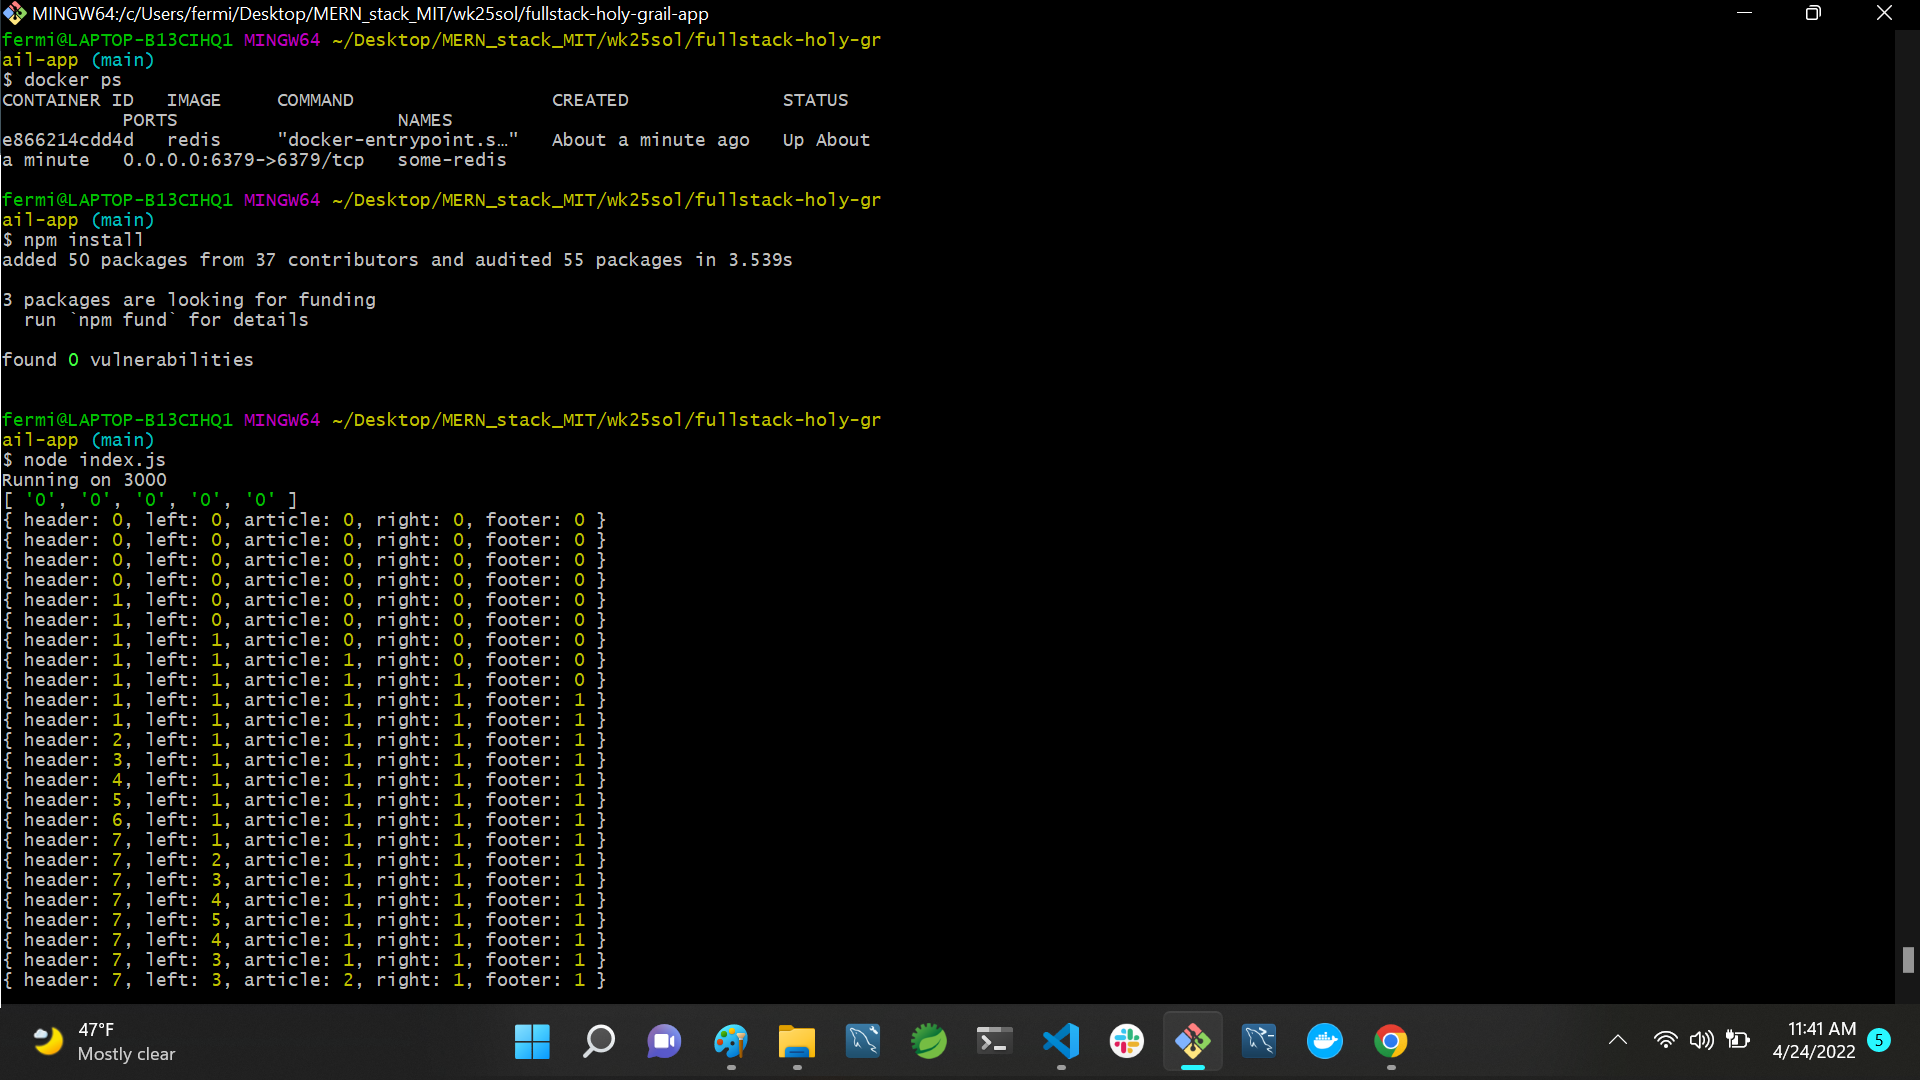 MINGW64:/c/Users/fermi/Desktop/MERN_stack_MIT/wk25sol/fullstack-holy-grail-app
fermi@LAPTOP-B13CIHQ1 MINGW64 ~/Desktop/MERN_stack_MIT/wk25sol/fullstack-holy-gr
ail-app (main)
$ docker ps
CONTAINER ID   IMAGE     COMMAND                  CREATED              STATUS
           PORTS                    NAMES
e866214cdd4d   redis     "docker-entrypoint.s…"   About a minute ago   Up About
a minute   0.0.0.0:6379->6379/tcp   some-redis
fermi@LAPTOP-B13CIHQ1 MINGW64 ~/Desktop/MERN_stack_MIT/wk25sol/fullstack-holy-gr
ail-app (main)
$ npm install
added 50 packages from 37 contributors and audited 55 packages in 3.539s
3 packages are looking for funding
  run `npm fund` for details
found 0 vulnerabilities
fermi@LAPTOP-B13CIHQ1 MINGW64 ~/Desktop/MERN_stack_MIT/wk25sol/fullstack-holy-gr
ail-app (main)
$ node index.js
Running on 3000
[ '0', '0', '0', '0', '0' ]
{ header: 0, left: 0, article: 0, right: 0, footer: 0 }
{ header: 0, left: 0, article: 0, right: 0, footer: 0 }
{ header: 0, left: 0, article: 0, right: 0, footer: 0 }
{ header: 0, left: 0, article: 0, right: 0, footer: 0 }
{ header: 1, left: 0, article: 0, right: 0, footer: 0 }
{ header: 1, left: 0, article: 0, right: 0, footer: 0 }
{ header: 1, left: 1, article: 0, right: 0, footer: 0 }
{ header: 1, left: 1, article: 1, right: 0, footer: 0 }
{ header: 1, left: 1, article: 1, right: 1, footer: 0 }
{ header: 1, left: 1, article: 1, right: 1, footer: 1 }
{ header: 1, left: 1, article: 1, right: 1, footer: 1 }
{ header: 2, left: 1, article: 1, right: 1, footer: 1 }
{ header: 3, left: 1, article: 1, right: 1, footer: 1 }
{ header: 4, left: 1, article: 1, right: 1, footer: 1 }
{ header: 5, left: 1, article: 1, right: 1, footer: 1 }
{ header: 6, left: 1, article: 1, right: 1, footer: 1 }
{ header: 7, left: 1, article: 1, right: 1, footer: 1 }
{ header: 7, left: 2, article: 1, right: 1, footer: 1 }
{ header: 7, left: 3, article: 1, right: 1, footer: 1 }
{ header: 7, left: 4, article: 1, right: 1, footer: 1 }
{ header: 7, left: 5, article: 1, right: 1, footer: 1 }
{ header: 7, left: 4, article: 1, right: 1, footer: 1 }
{ header: 7, left: 3, article: 1, right: 1, footer: 1 }
{ header: 7, left: 3, article: 2, right: 1, footer: 1 }
47°F
Mostly clear
11:41 AM
4/24/2022
5